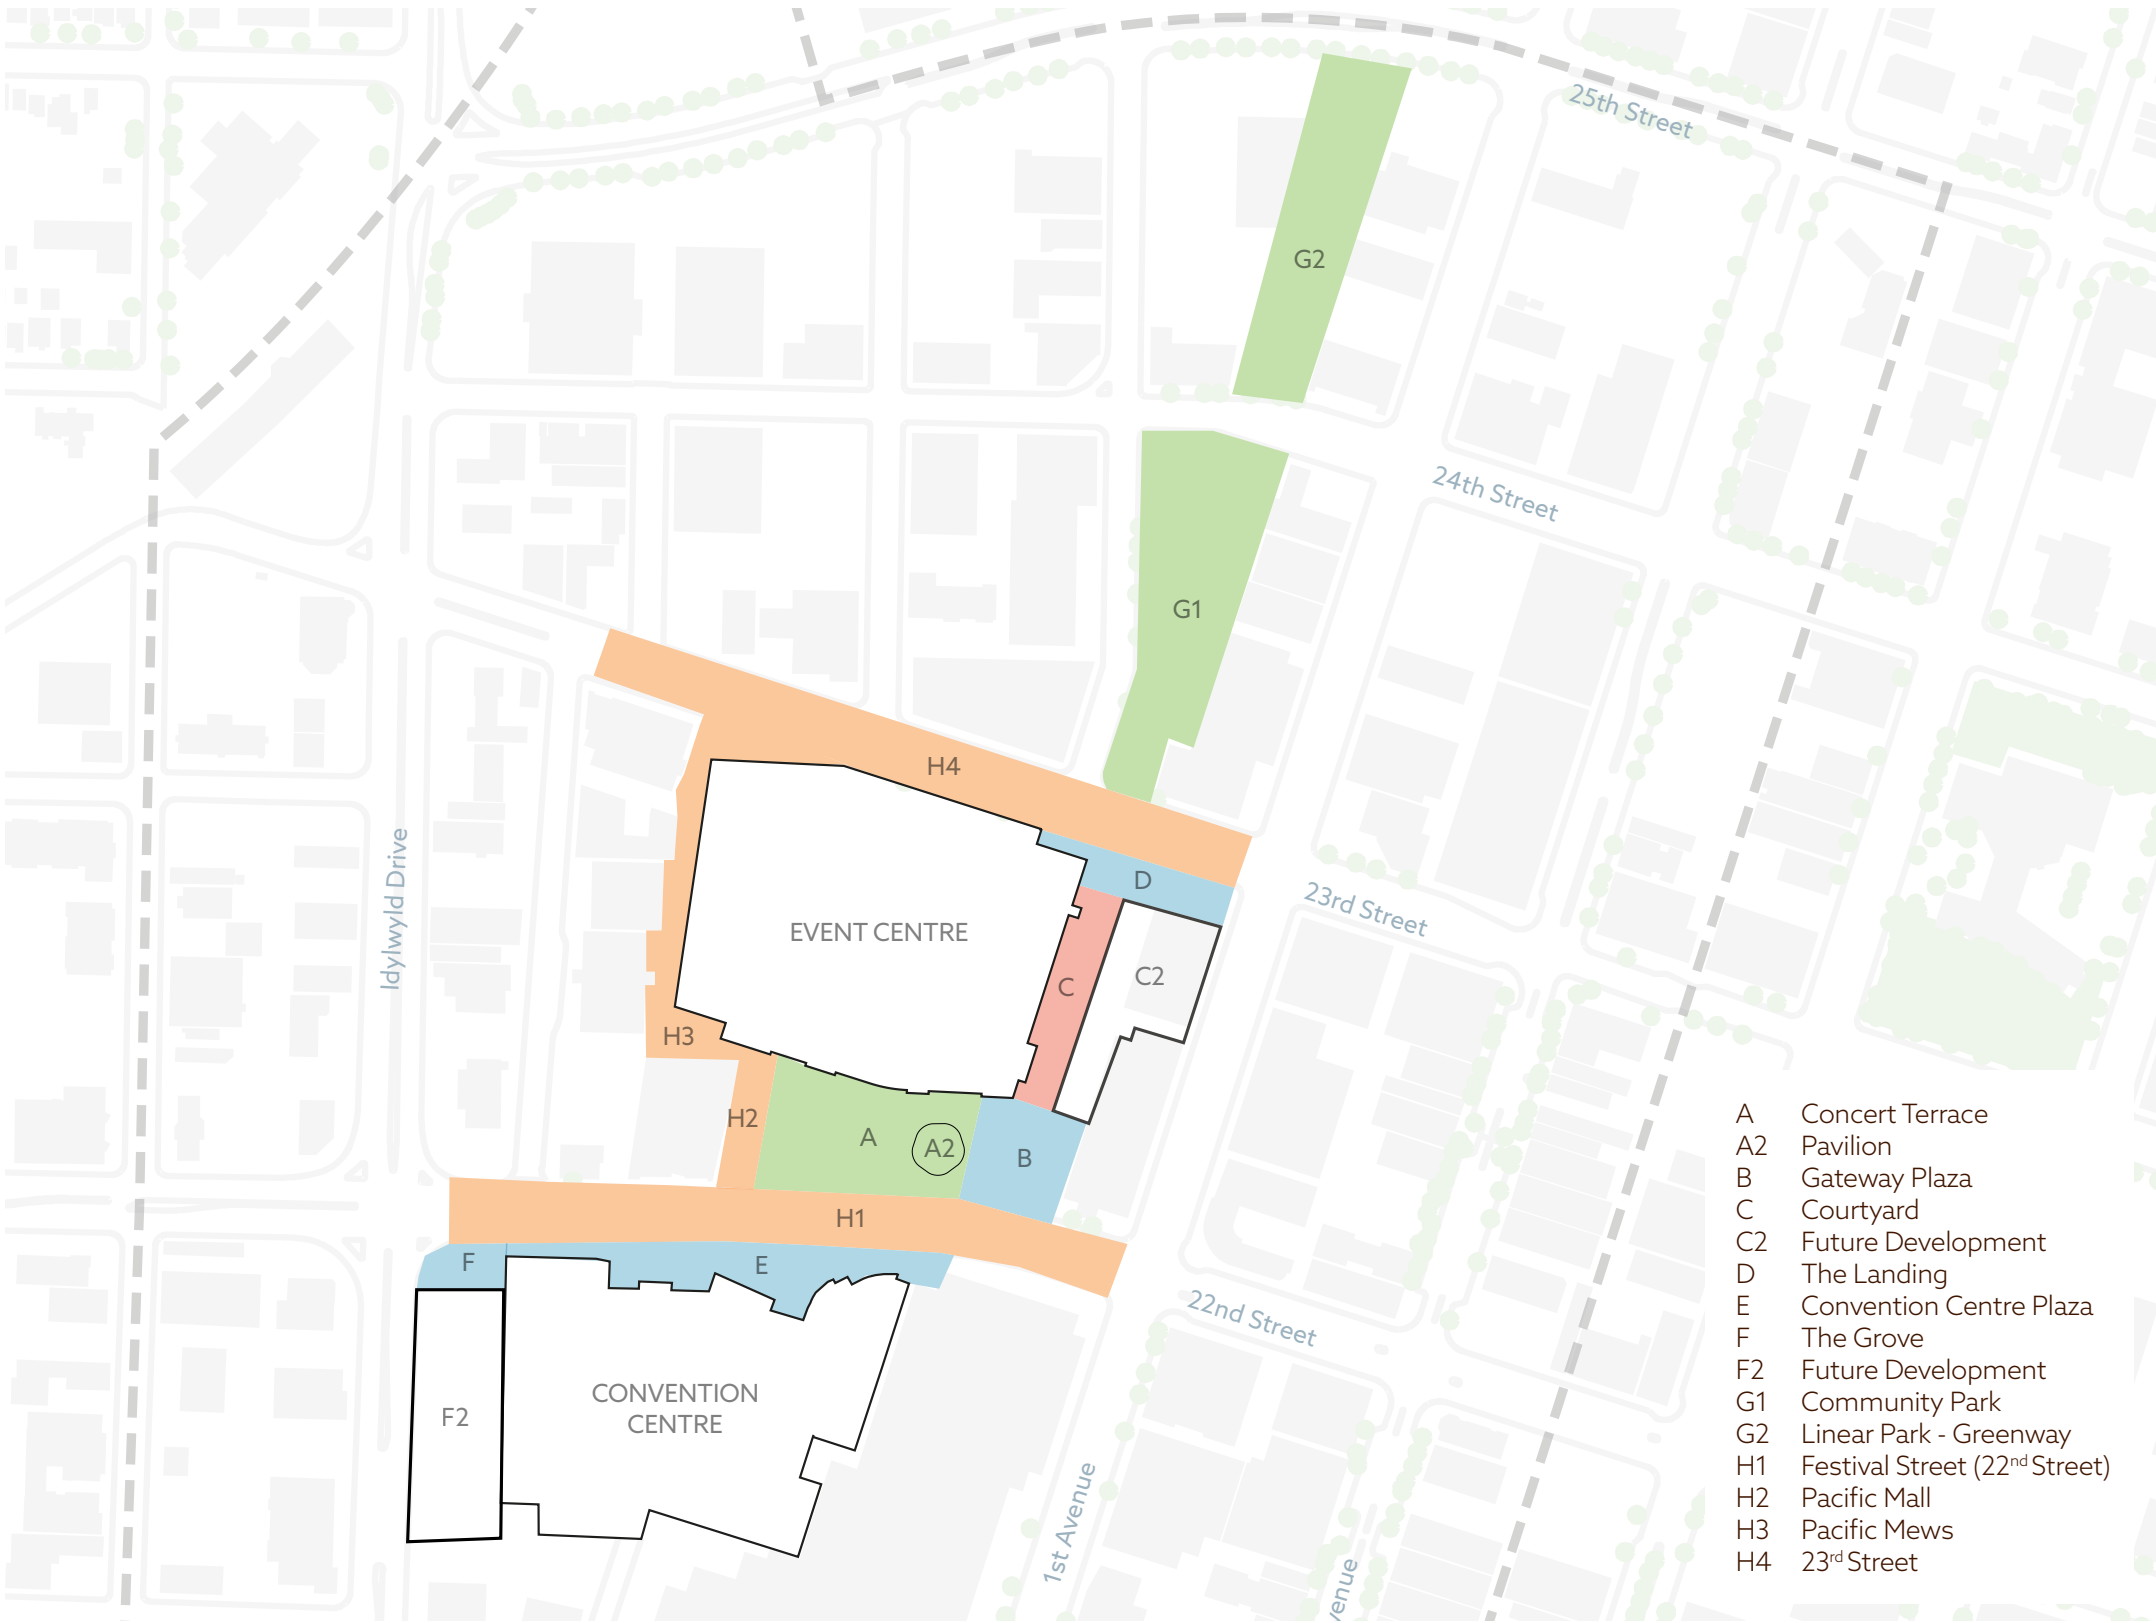 25th Street
G2
24th Street
G1
H4
Idylwyld Drive
D
23rd Street
EVENT CENTRE
C2
C
H3
H2
A
A2
B
H1
F
E
22nd Street
CONVENTION
CENTRE
F2
1st Avenue
venue
A Concert Terrace
A2 Pavilion
B Gateway Plaza
C Courtyard
C2 Future Development
D The Landing
E Convention Centre Plaza
F The Grove
F2 Future Development
G1 Community Park
G2 Linear Park - Greenway
H1 Festival Street (22nd Street)
H2 Pacific Mall
H3 Pacific Mews
H4 23rd Street